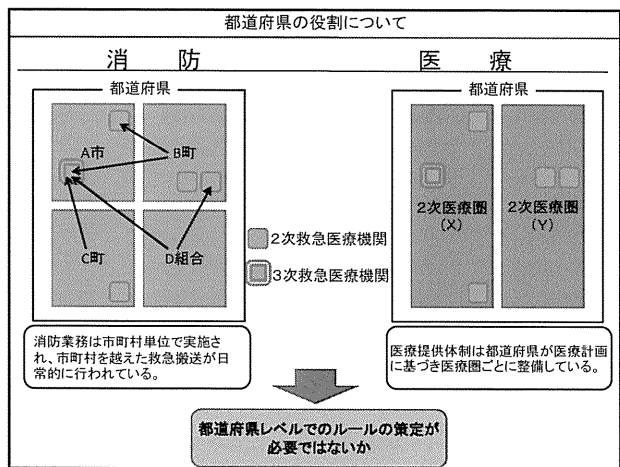 都道府県の役割について
消　防
医　療
都道府県
A市
B町
C町
D組合
2次救急医療機関
3次救急医療機関
都道府県
2次医療圏
(X)
2次医療圏
(Y)
消防業務は市町村単位で実施さ
れ、市町村を越えた救急搬送が日
常的に行われている。
医療提供体制は都道府県が医療計画
に基づき医療圏ごとに整備している。
都道府県レベルでのルールの策定が
必要ではないか